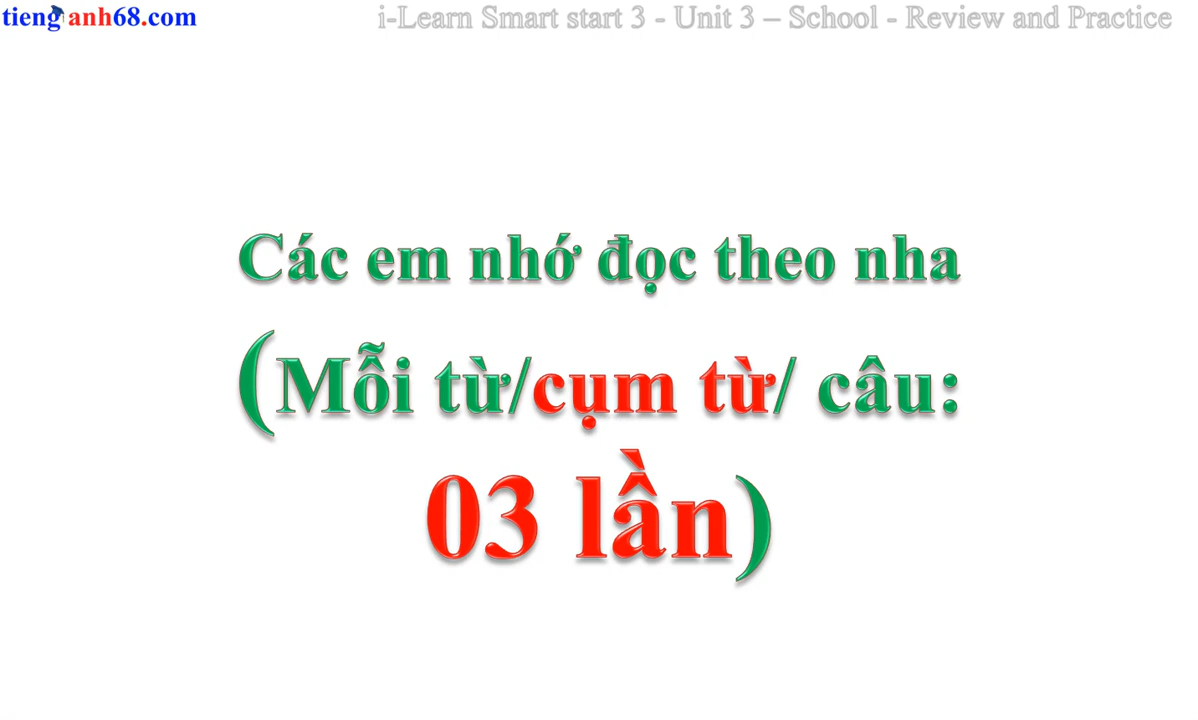 tienganh68.com
i-Learn Smart start 3 - Unit 3 – School - Review and Practice
Các em nhớ đọc theo nha
(Mỗi từ/cụm từ/ câu:
03 lần)